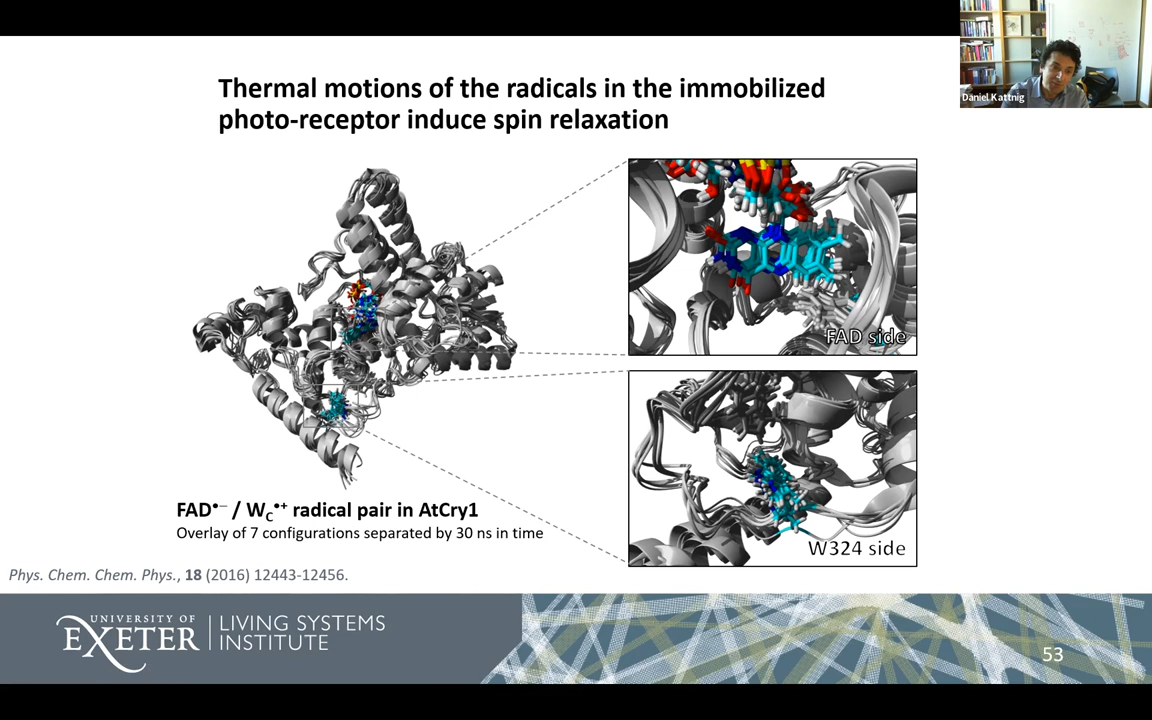 Daniel Kattnig
Thermal motions of the radicals in the immobilized
photo-receptor induce spin relaxation
FAD side
W324 side
FAD•− / WC•+ radical pair in AtCry1
Overlay of 7 configurations separated by 30 ns in time
Phys. Chem. Chem. Phys., 18 (2016) 12443-12456.
UNIVERSITY OF
EXETER
LIVING SYSTEMS
INSTITUTE
53